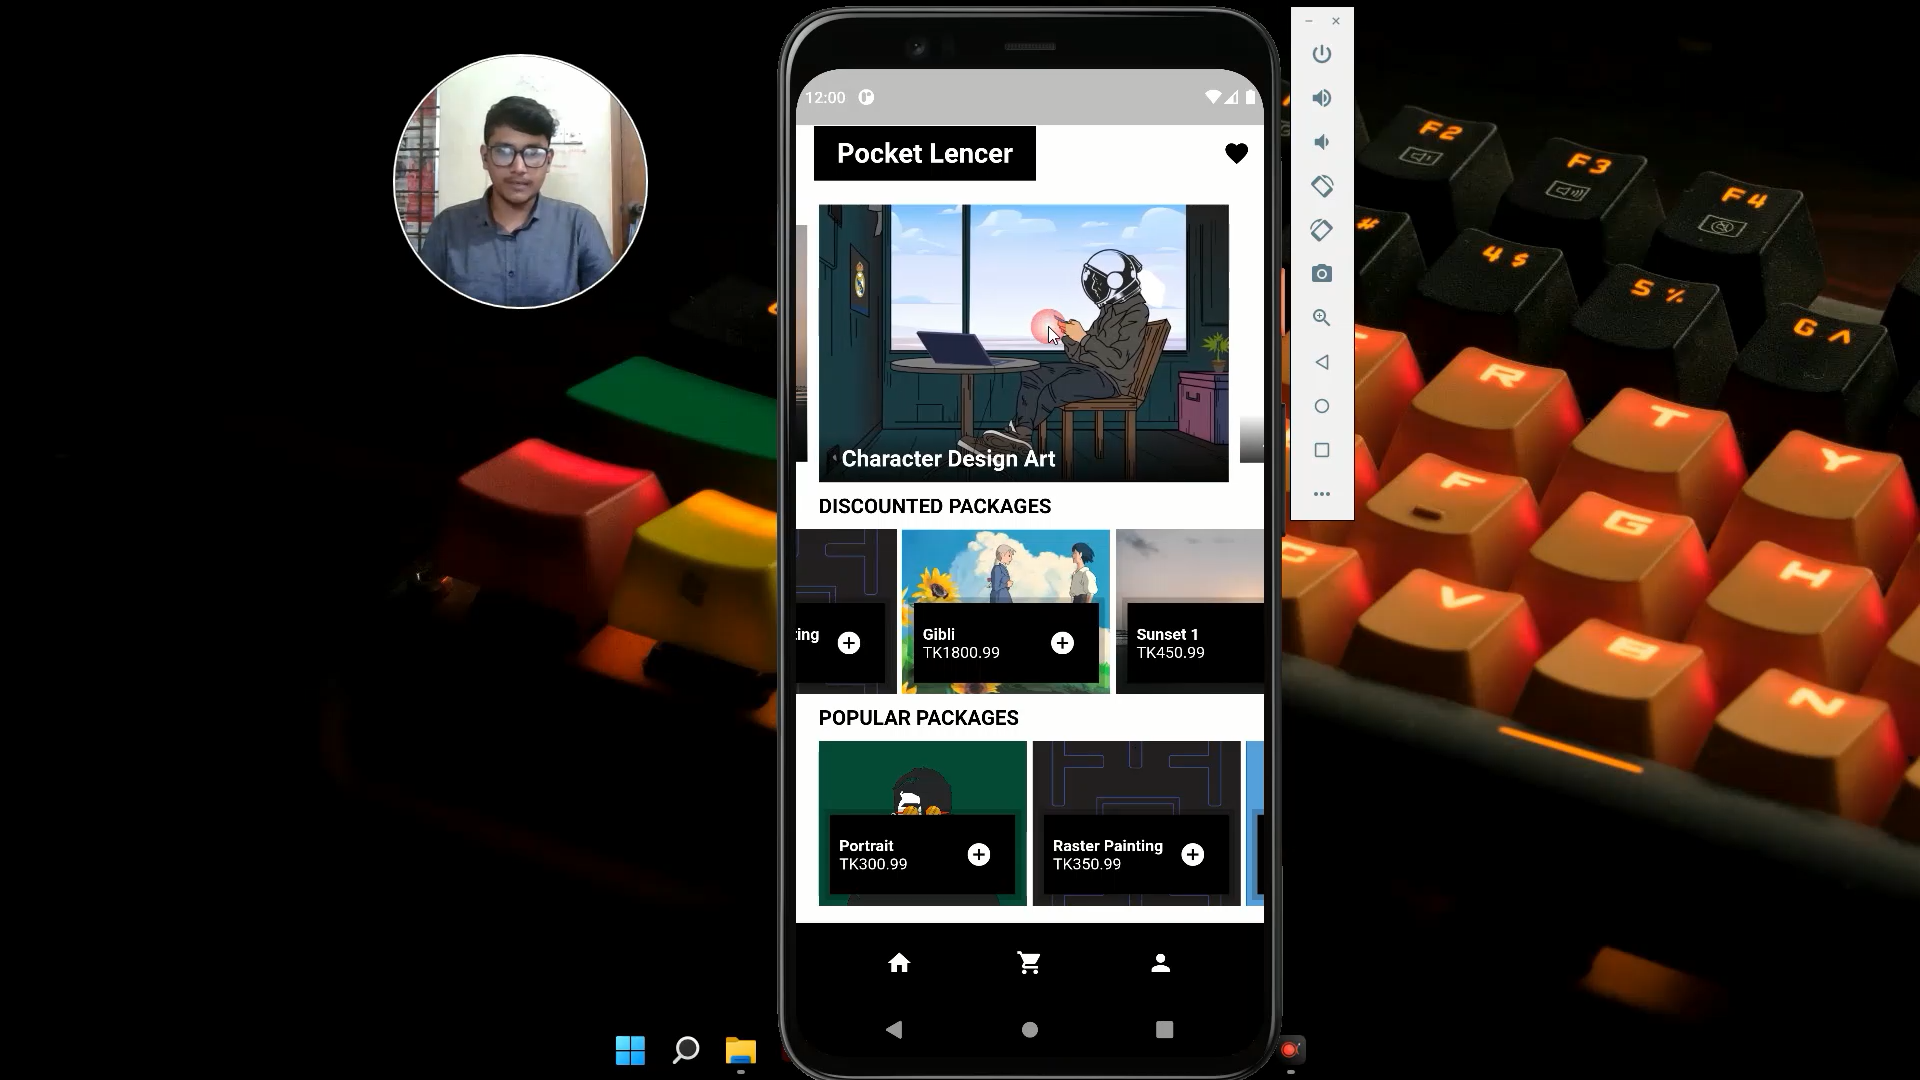 12:00
Pocket Lencer
Character Design Art
DISCOUNTED PACKAGES
ting
Gibli
TK1800.99
Sunset 1
TK450.99
POPULAR PACKAGES
Portrait
TK300.99
Raster Painting
TK350.99
F2
F3
F4
#
4 $
5 %
6 ^
R
T
Y
F
G
H
C
V
B
N